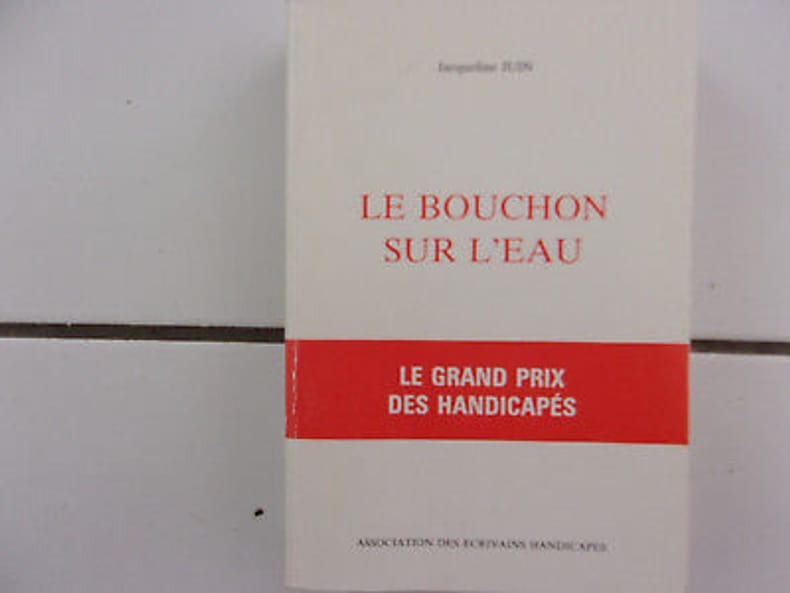 Jacqueline JUIN
LE BOUCHON
SUR L'EAU
LE GRAND PRIX
DES HANDICAPÉS
ASSOCIATION DES ECRIVAINS HANDICAPES